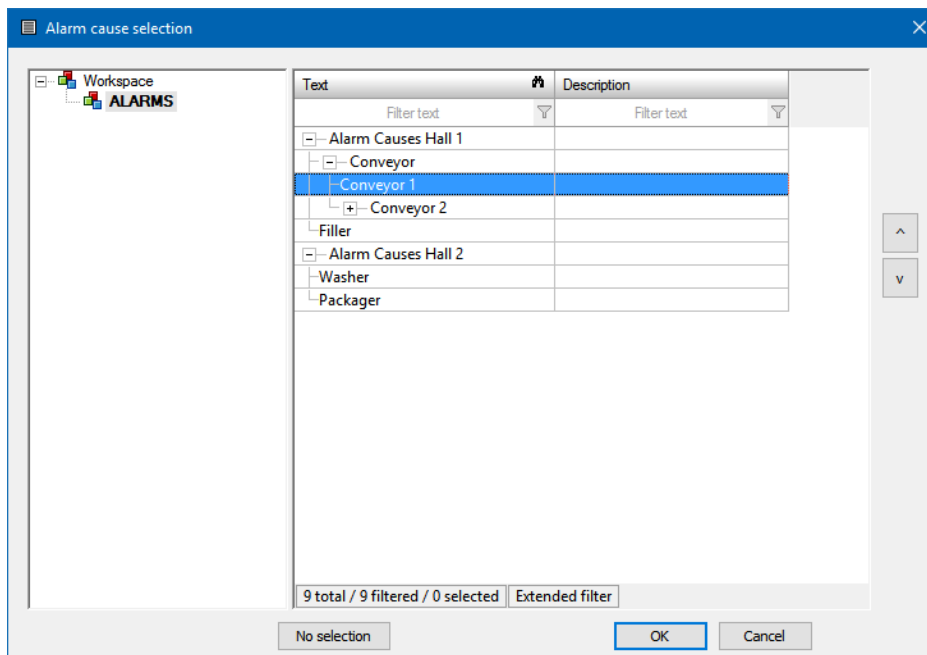 Alarm cause selection
Workspace
ALARMS
Text Description
Filter text Filter text
Alarm Causes Hall 1
Conveyor
Conveyor 1
Conveyor 2
Filler
Alarm Causes Hall 2
Washer
Packager
^
v
9 total / 9 filtered / 0 selected Extended filter
No selection OK Cancel